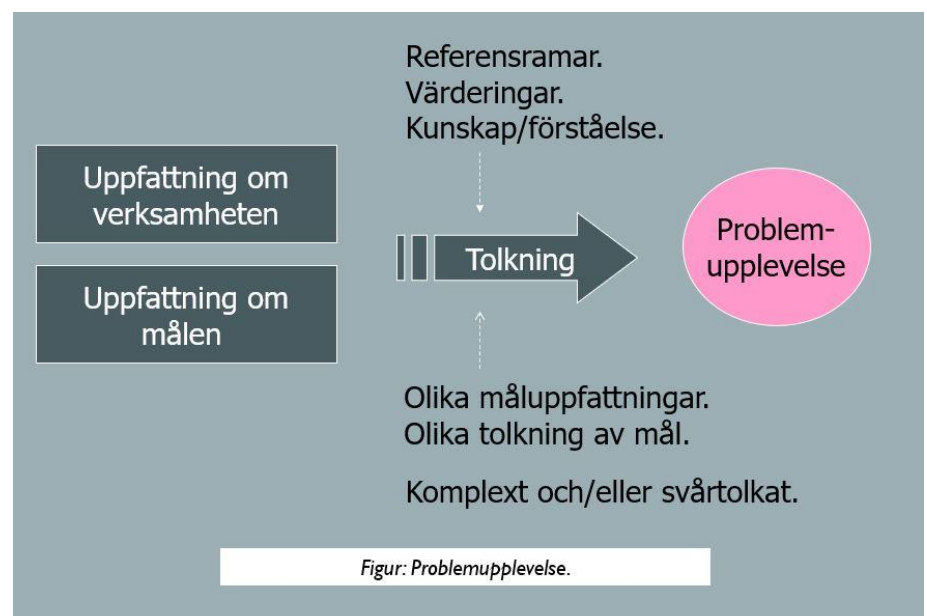 Referensramar.
Värderingar.
Kunskap/förståelse.
Uppfattning om
verksamheten
Uppfattning om
målen
Tolkning
Problem-
upplevelse
Olika måluppfattningar.
Olika tolkning av mål.
Komplext och/eller svårtolkat.
Figur: Problemupplevelse.